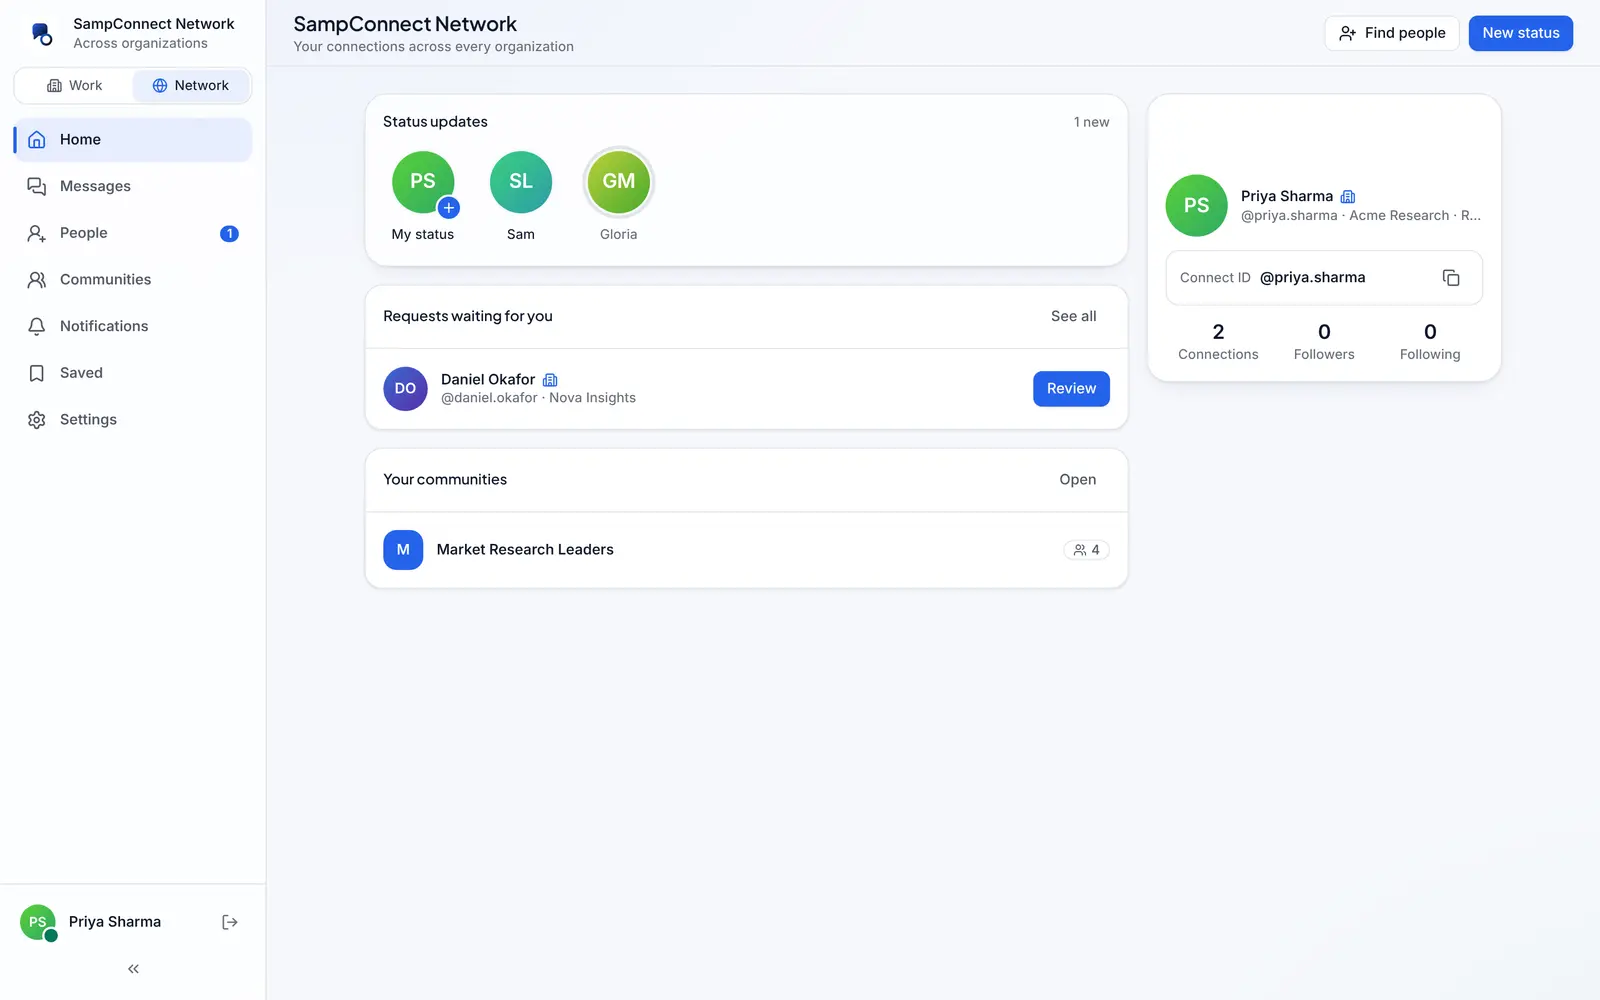 SampConnect Network
Across organizations
Work
Network
Home
Messages
People
1
Communities
Notifications
Saved
Settings
PS
Priya Sharma
SampConnect Network
Your connections across every organization
Find people
New status
Status updates
1 new
PS
SL
GM
My status
Sam
Gloria
Requests waiting for you
See all
DO
Daniel Okafor
@daniel.okafor · Nova Insights
Review
Your communities
Open
M
Market Research Leaders
4
PS
Priya Sharma
@priya.sharma · Acme Research · R...
Connect ID @priya.sharma
2
0
0
Connections
Followers
Following